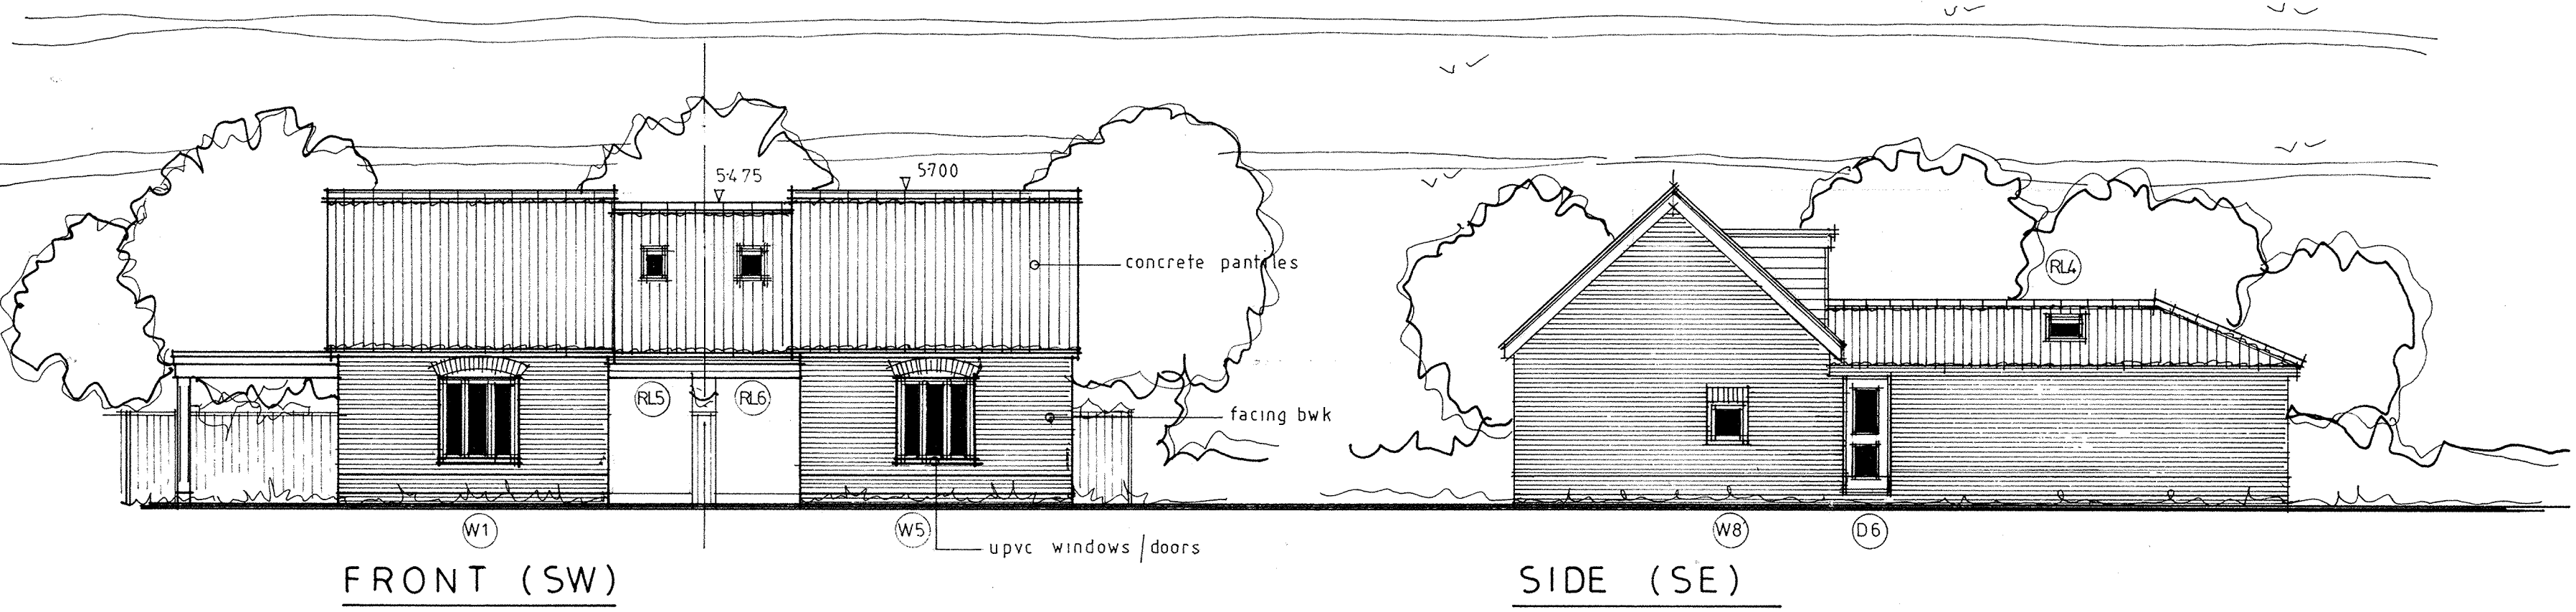 5·475
5·700
concrete pantiles
RL4
RL5
RL6
facing bwk
W1
W5
W8
D6
upvc windows/doors
FRONT (SW)
SIDE (SE)